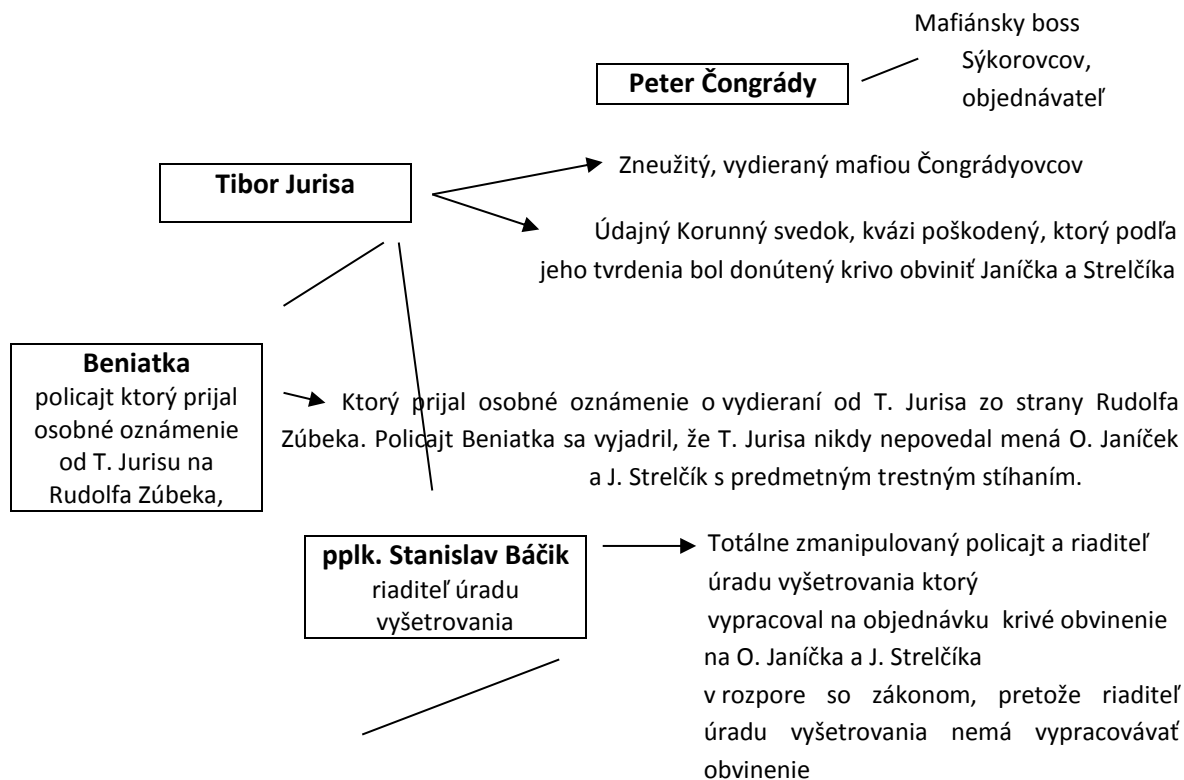 Mafiánsky boss
Sýkorovcov,
objednávateľ
Peter Čongrády
Tibor Jurisa
Zneužitý, vydieraný mafiou Čongrádyovcov
Údajný Korunný svedok, kvázi poškodený, ktorý podľa
jeho tvrdenia bol donútený krivo obviniť Janíčka a Strelčíka
Beniatka
policajt ktorý prijal
osobné oznámenie
od T. Jurisu na
Rudolfa Zúbeka,
Ktorý prijal osobné oznámenie o vydieraní od T. Jurisa zo strany Rudolfa
Zúbeka. Policajt Beniatka sa vyjadril, že T. Jurisa nikdy nepovedal mená O. Janíček
a J. Strelčík s predmetným trestným stíhaním.
pplk. Stanislav Báčik
riaditeľ úradu
vyšetrovania
Totálne zmanipulovaný policajt a riaditeľ
úradu vyšetrovania ktorý
vypracoval na objednávku krivé obvinenie
na O. Janíčka a J. Strelčíka
v rozpore so zákonom, pretože riaditeľ
úradu vyšetrovania nemá vypracovávať
obvinenie